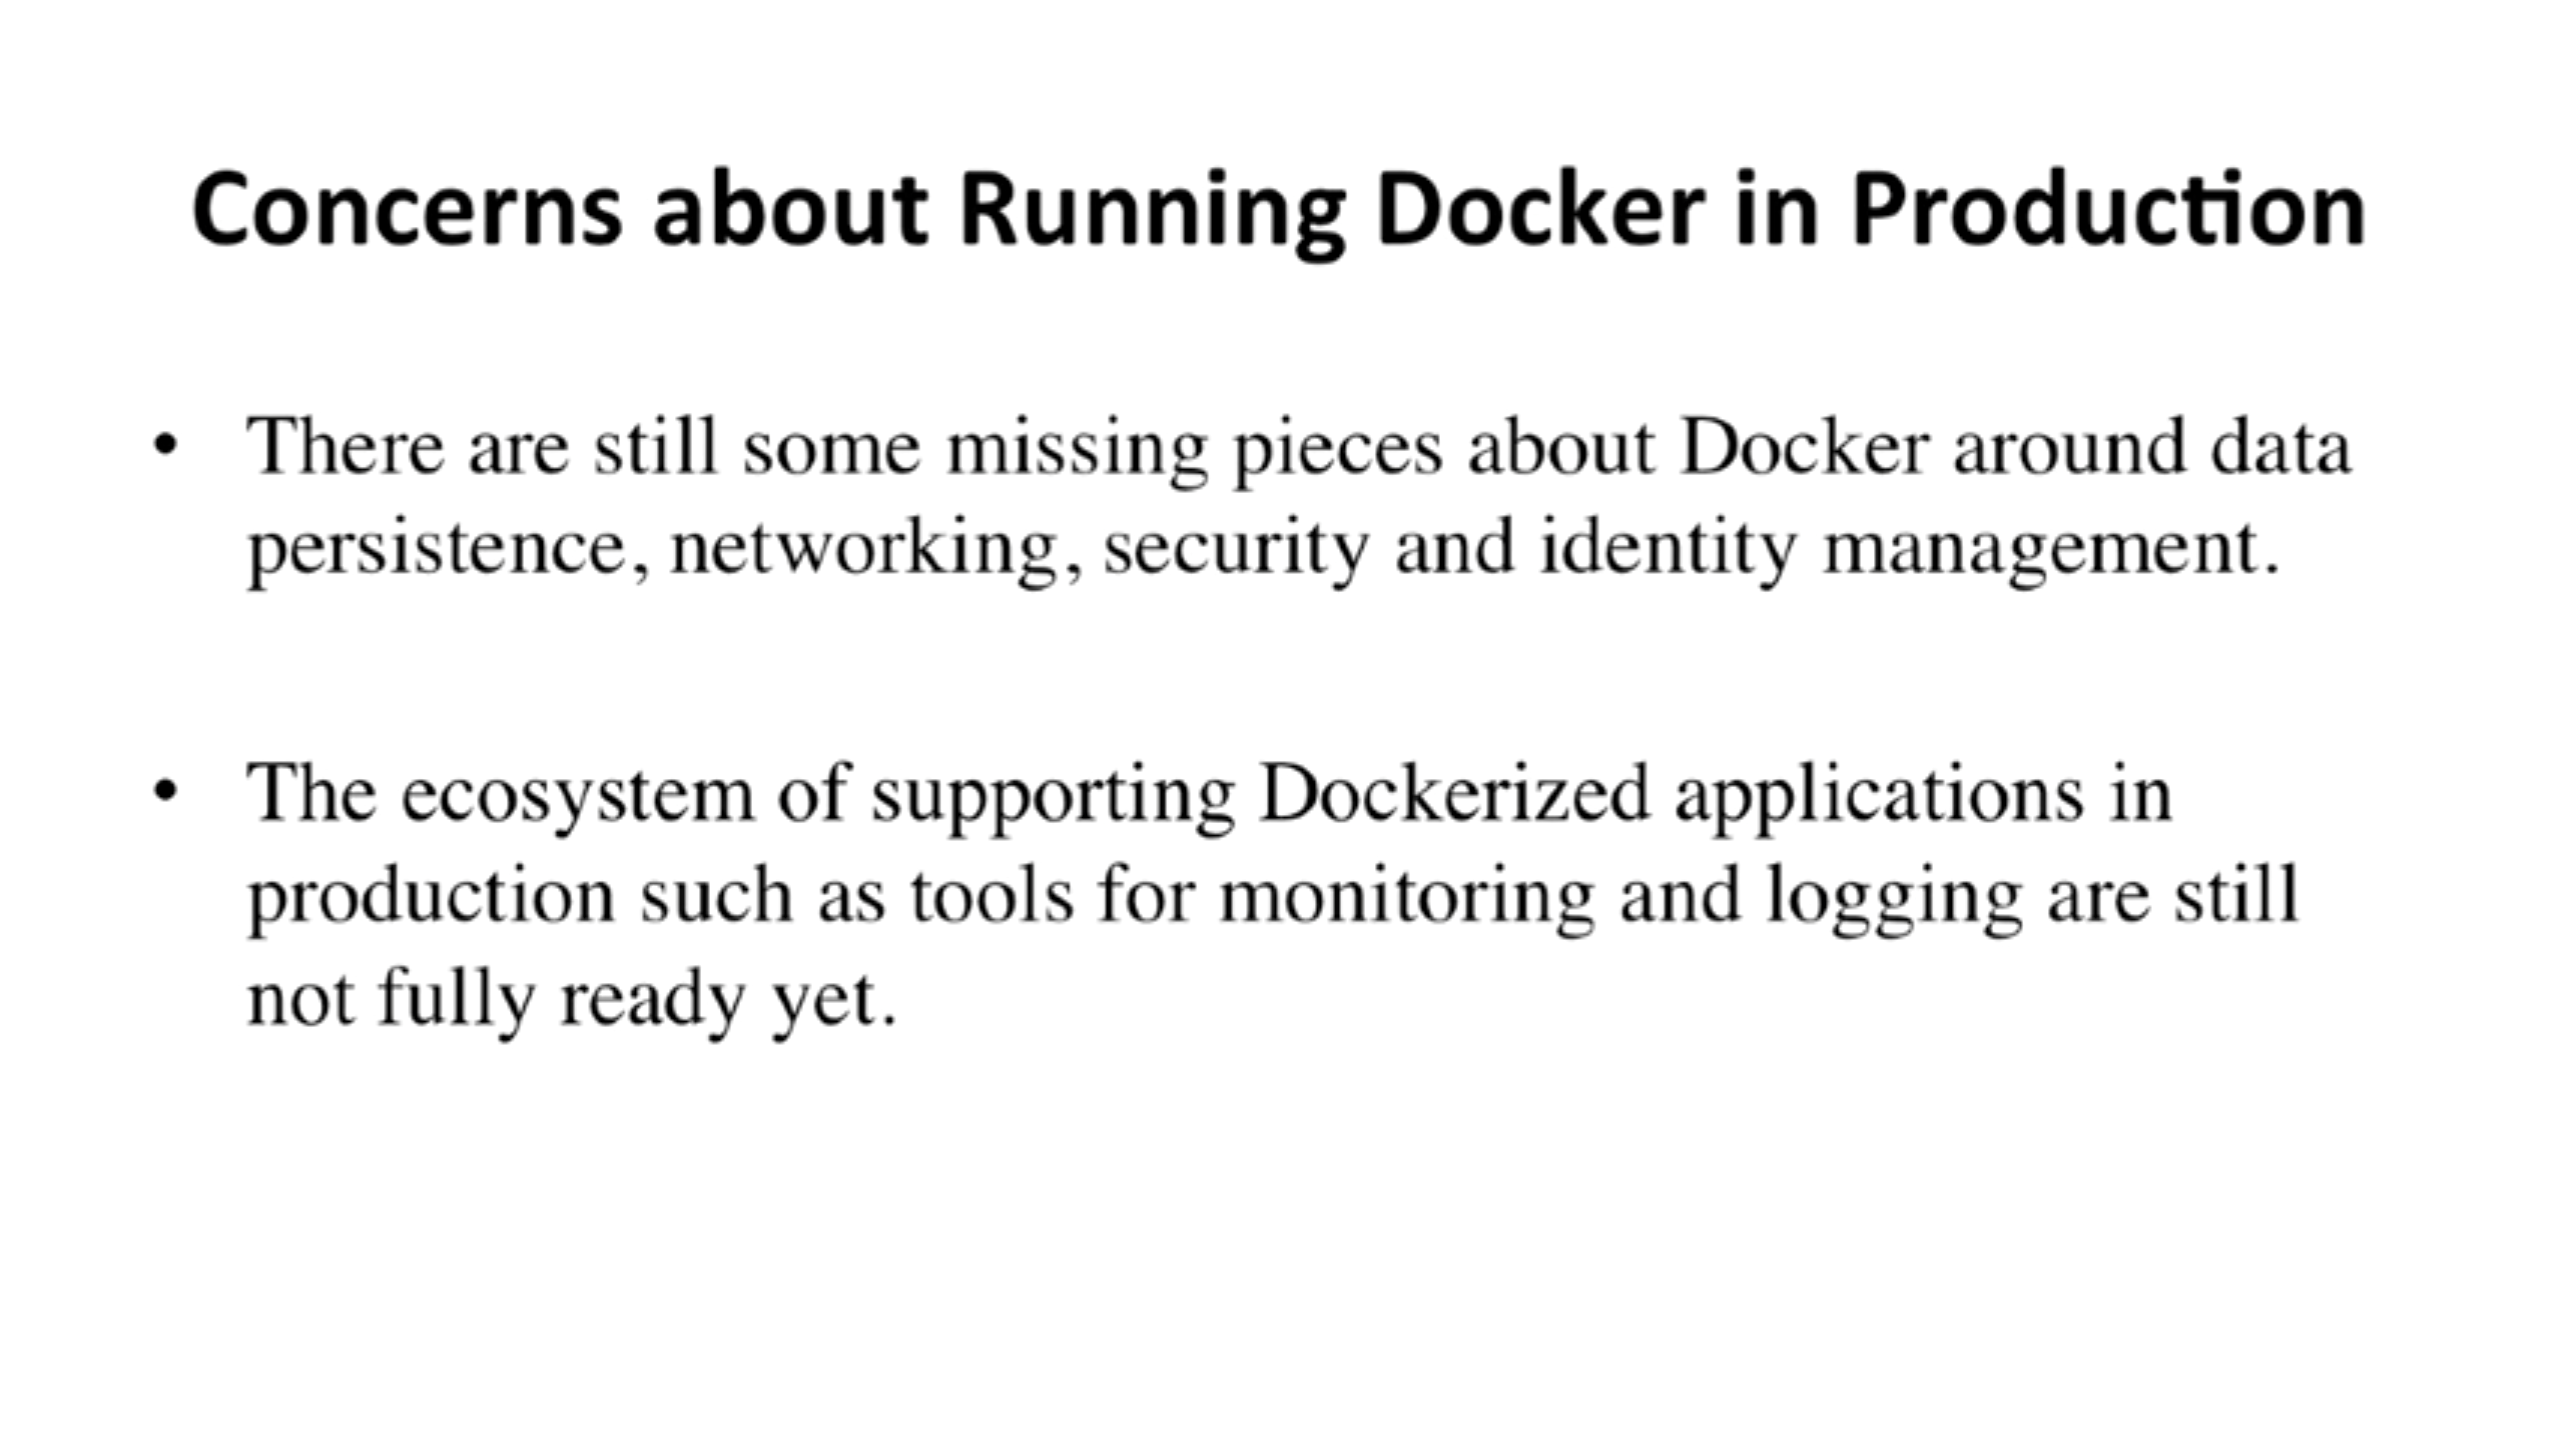 Concerns about Running Docker in Production
• There are still some missing pieces about Docker around data
persistence, networking, security and identity management.
• The ecosystem of supporting Dockerized applications in
production such as tools for monitoring and logging are still
not fully ready yet.